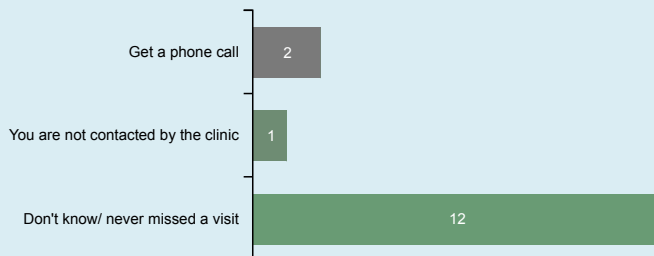 Get a phone call
2
You are not contacted by the clinic
1
Don't know/ never missed a visit
12